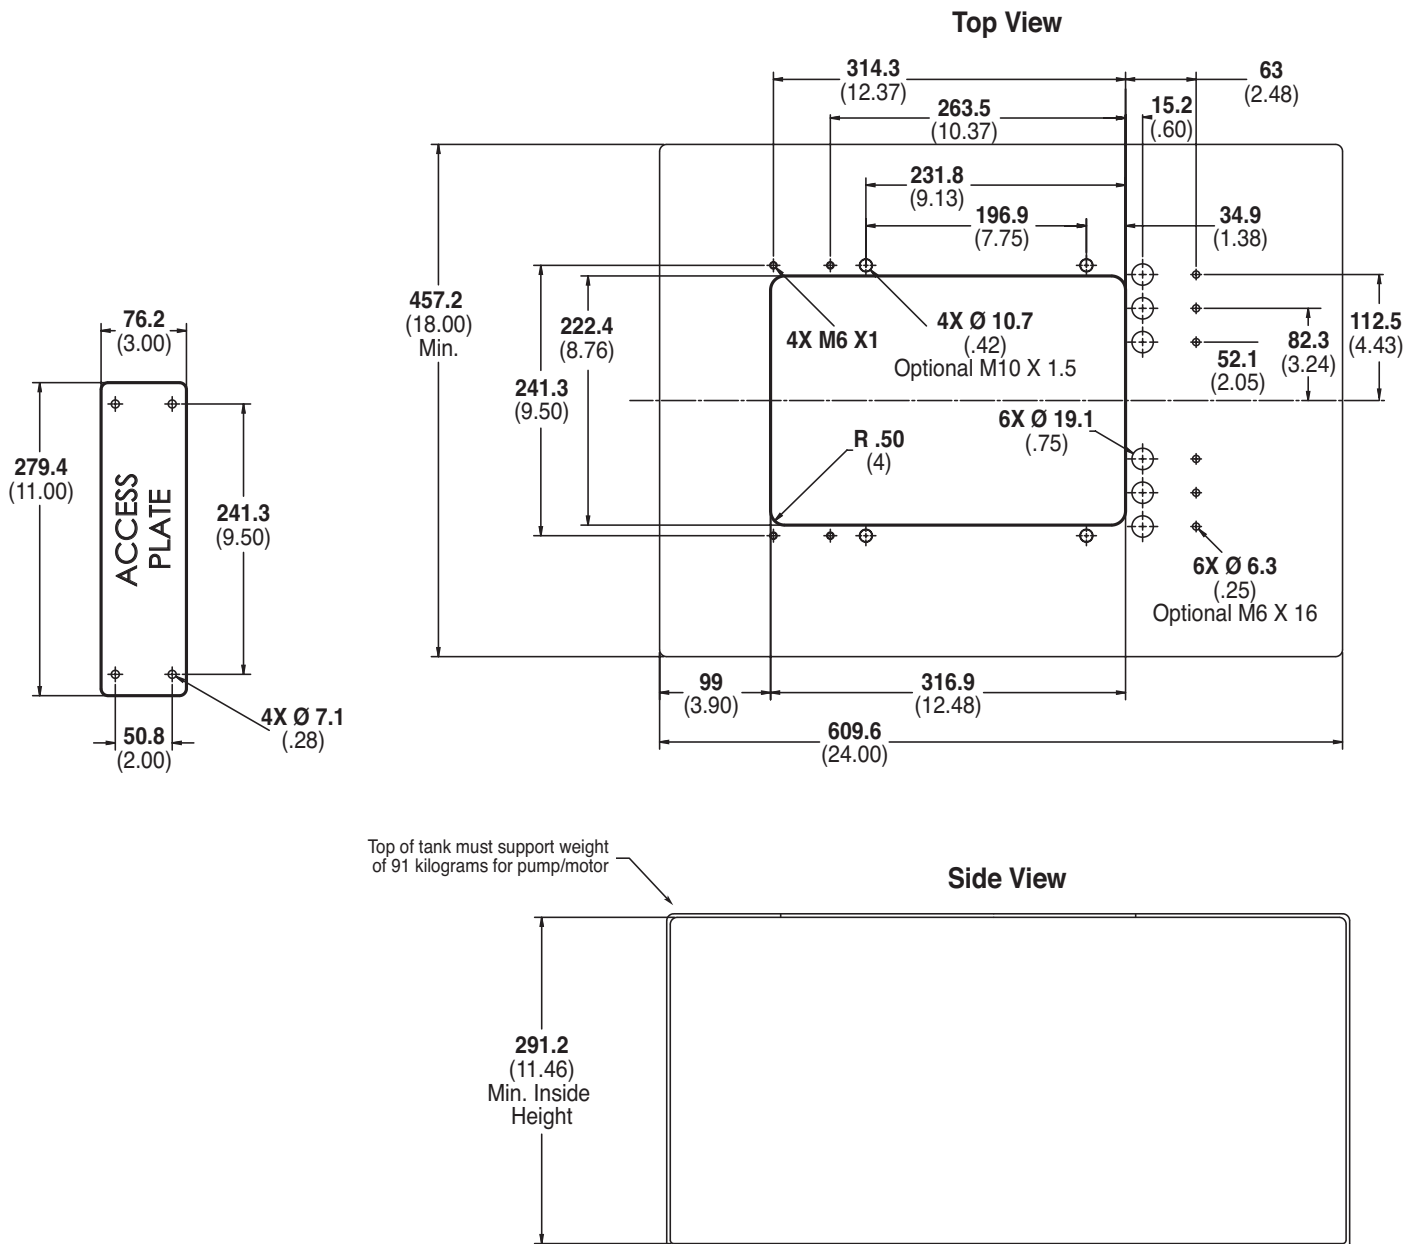 Top View
314.3
(12.37)
63
(2.48)
263.5
(10.37)
15.2
(.60)
231.8
(9.13)
196.9
(7.75)
34.9
(1.38)
457.2
(18.00)
Min.
222.4
(8.76)
241.3
(9.50)
4X M6 X1
4X Ø 10.7
(.42)
Optional M10 X 1.5
112.5
(4.43)
82.3
(3.24)
52.1
(2.05)
6X Ø 19.1
(.75)
R .50
(4)
6X Ø 6.3
(.25)
Optional M6 X 16
99
(3.90)
316.9
(12.48)
609.6
(24.00)
76.2
(3.00)
279.4
(11.00)
ACCESS
PLATE
241.3
(9.50)
4X Ø 7.1
(.28)
50.8
(2.00)
Top of tank must support weight
of 91 kilograms for pump/motor
Side View
291.2
(11.46)
Min. Inside
Height